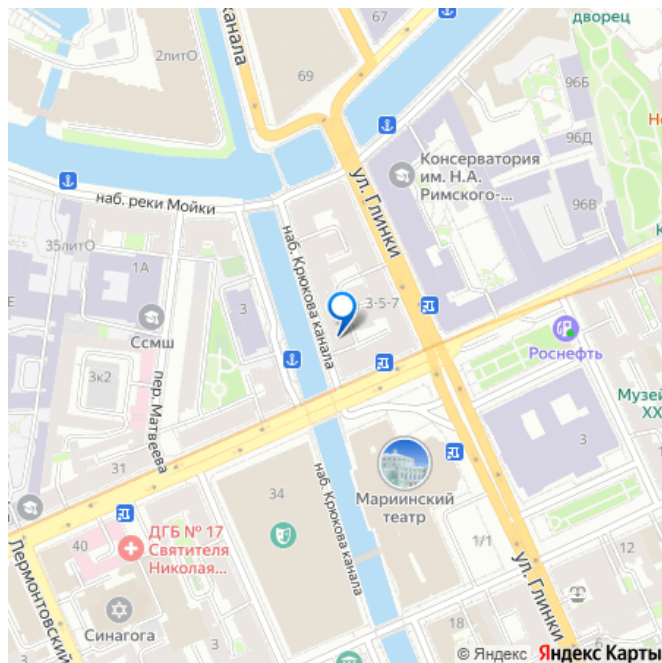 дворец
67
канала
2литО
69
96Б
Но
96Д
Консерватория
им. Н.А.
Римского-...
ул. Глинки
наб. реки Мойки
96В
К
35литО
1А
наб. Крюкова канала
3
3-5-7
Е
Ссмш
Роснефть
3к2
пер. Матвеева
Музей
XX
3
31
Мариинский
театр
34
наб. Крюкова канала
ДГБ № 17
Святителя
Николая...
40
1/1
ул. Глинки
12
Лермонтовский
Синагога
18
© Яндекс Яндекс Карты